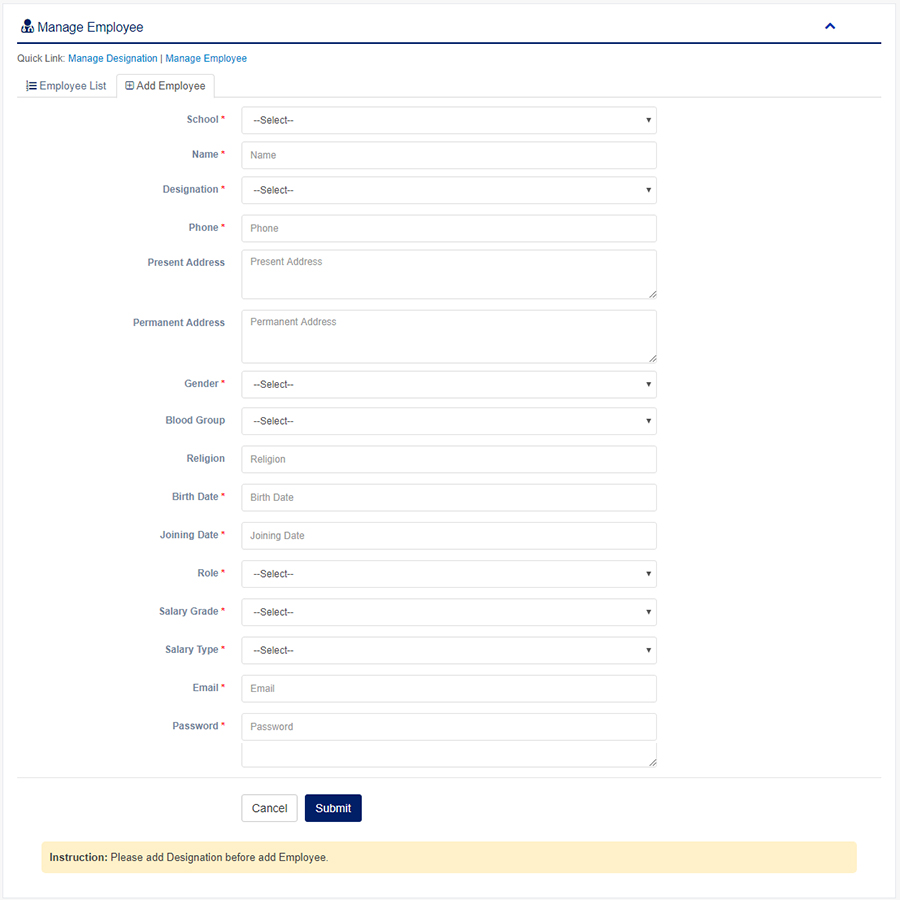 Manage Employee
Quick Link: Manage Designation | Manage Employee
Employee List Add Employee
School * --Select--
Name * Name
Designation * --Select--
Phone * Phone
Present Address Present Address
Permanent Address Permanent Address
Gender * --Select--
Blood Group --Select--
Religion Religion
Birth Date * Birth Date
Joining Date * Joining Date
Role * --Select--
Salary Grade * --Select--
Salary Type * --Select--
Email * Email
Password * Password
Cancel Submit
Instruction: Please add Designation before add Employee.